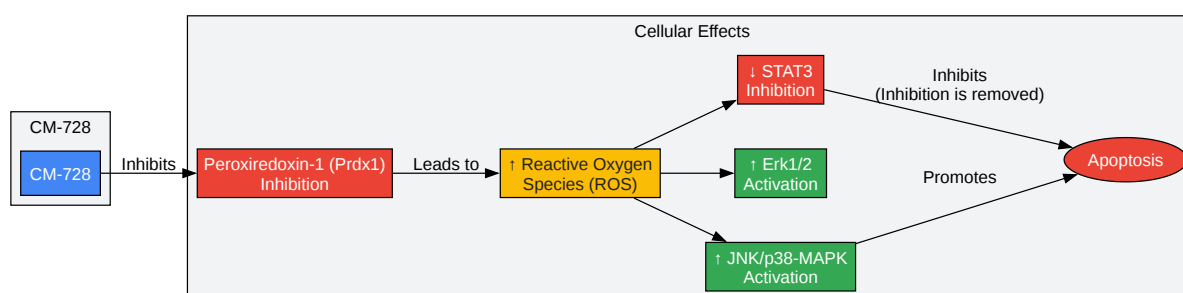 Cellular Effects
CM-728
CM-728
Inhibits
Peroxiredoxin-1 (Prdx1)
Inhibition
Leads to
↑ Reactive Oxygen
Species (ROS)
↓ STAT3
Inhibition
Inhibits
(Inhibition is removed)
↑ Erk1/2
Activation
↑ JNK/p38-MAPK
Activation
Promotes
Apoptosis